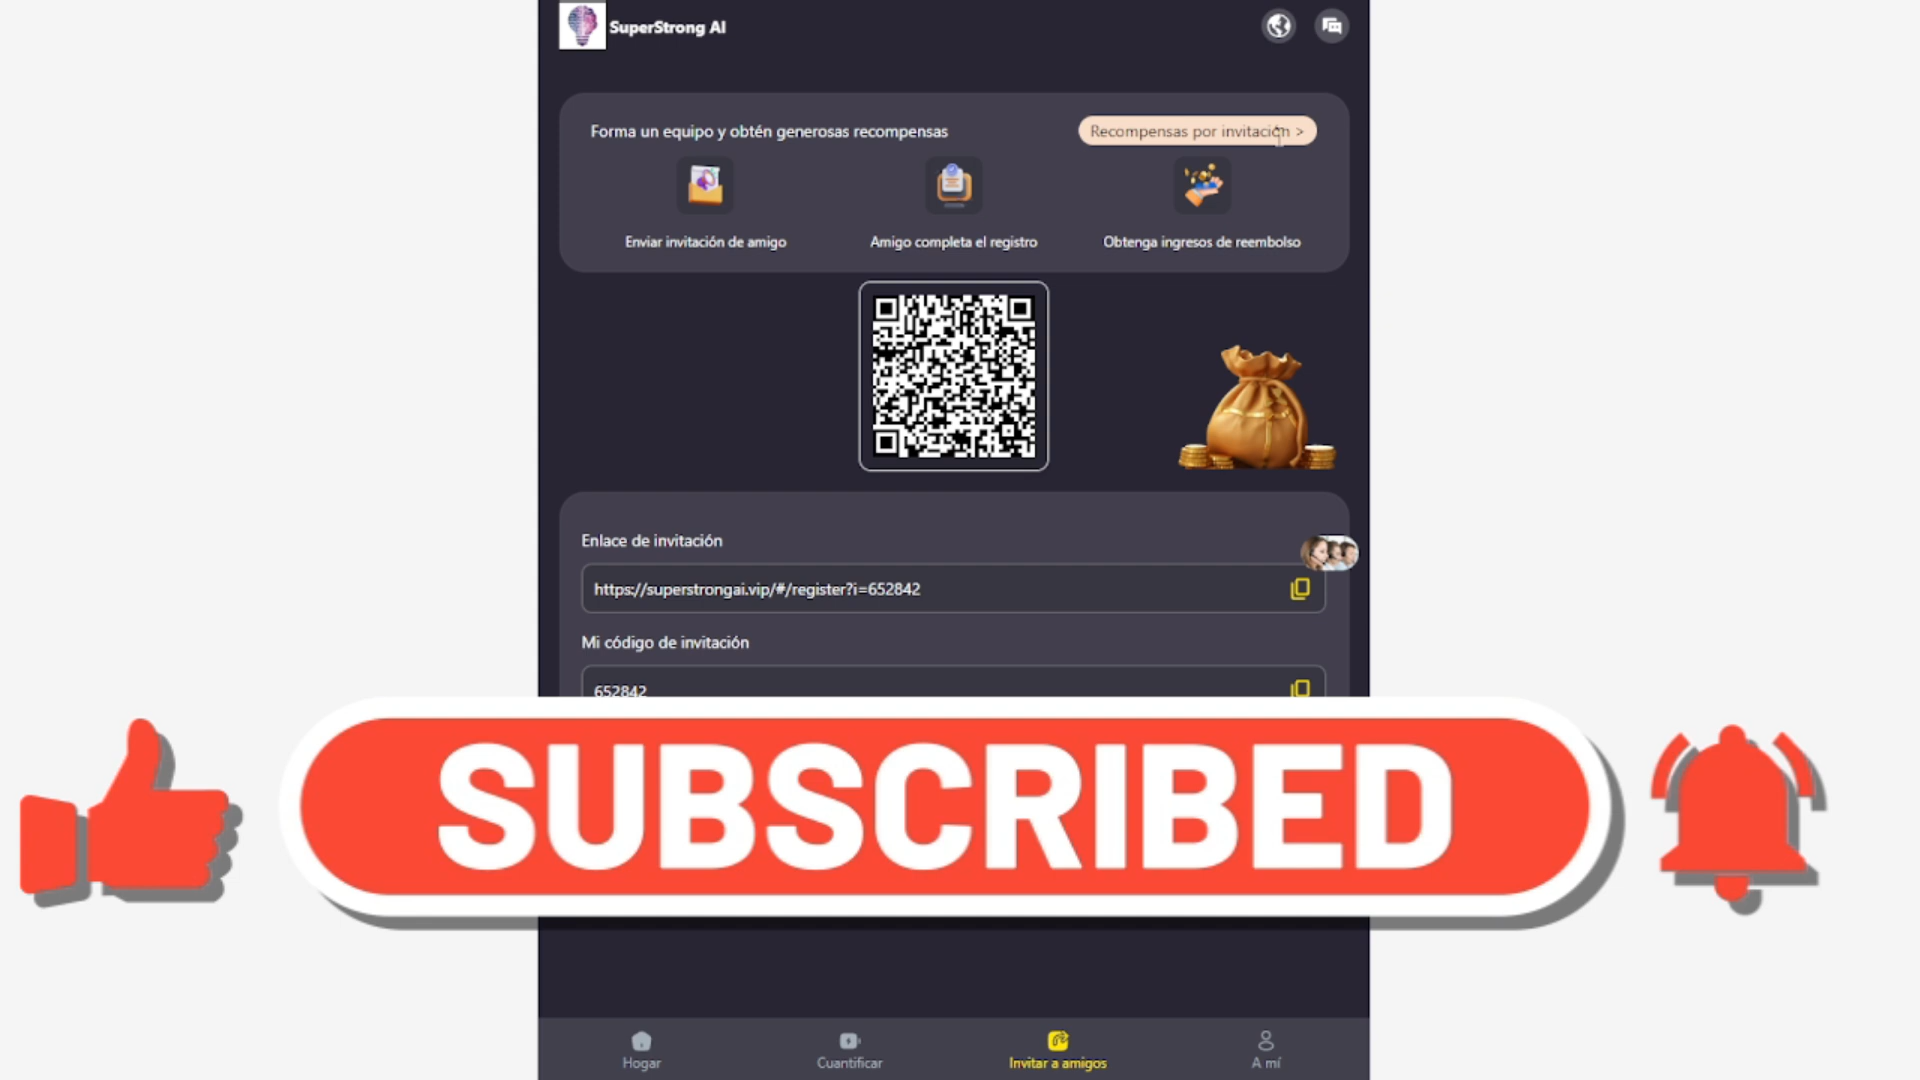 SuperStrong AI
Forma un equipo y obtén generosas recompensas
Recompensas por invitación >
Enviar invitación de amigo
Amigo completa el registro
Obtenga ingresos de reembolso
Enlace de invitación
https://superstrongai.vip/#/register?i=652842
Mi código de invitación
652842
SUBSCRIBED
Hogar
Cuantificar
Invitar a amigos
A mí